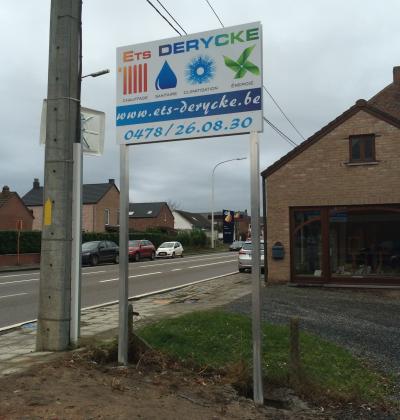 ETS DERYCKE
CHAUFFAGE SANITAIRE CLIMATISATION ÉNERGIE
www.ets-derycke.be
0478/26.08.30